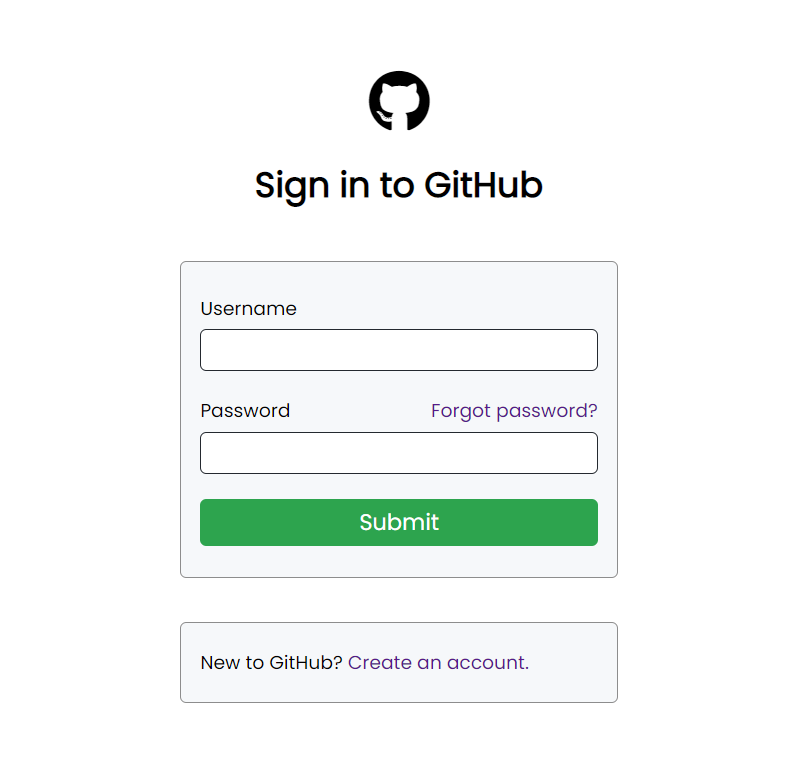 Sign in to GitHub
Username
Password Forgot password?
Submit
New to GitHub? Create an account.